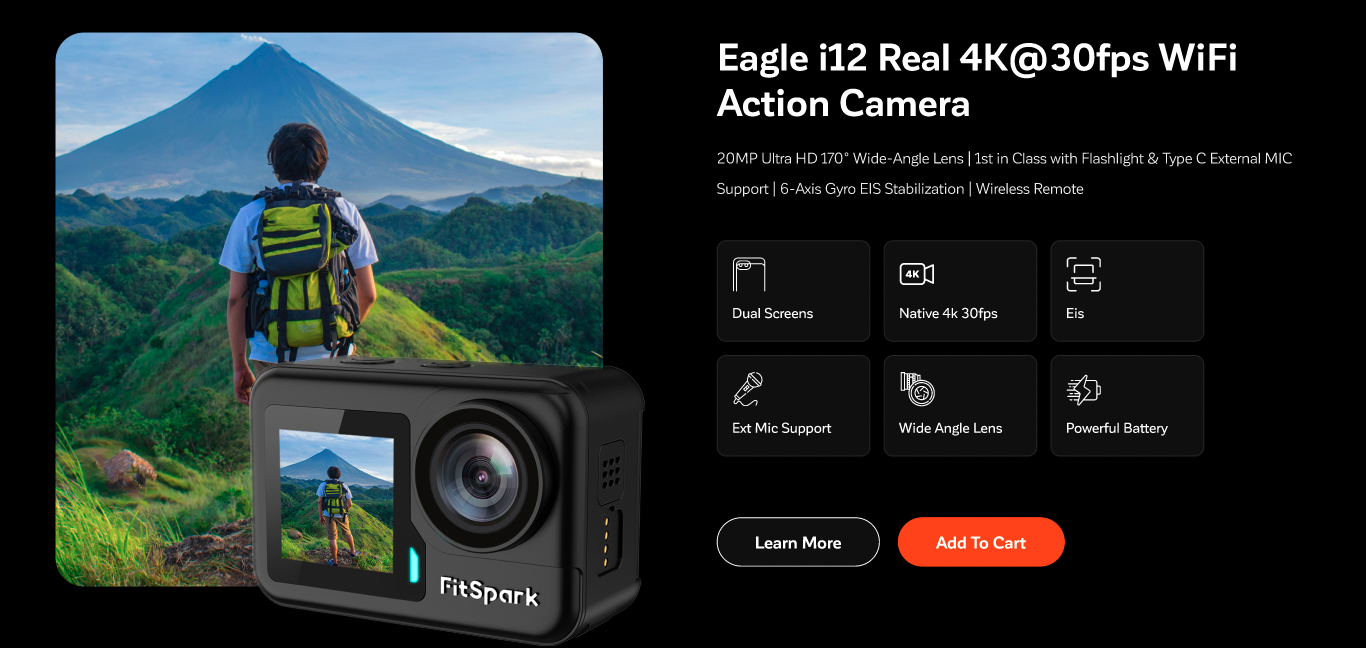 Eagle i12 Real 4K@30fps WiFi
Action Camera
20MP Ultra HD 170° Wide-Angle Lens | 1st in Class with Flashlight & Type C External MIC
Support | 6-Axis Gyro EIS Stabilization | Wireless Remote
Dual Screens
4K
Native 4k 30fps
Eis
Ext Mic Support
Wide Angle Lens
Powerful Battery
Learn More
Add To Cart
FitSpark